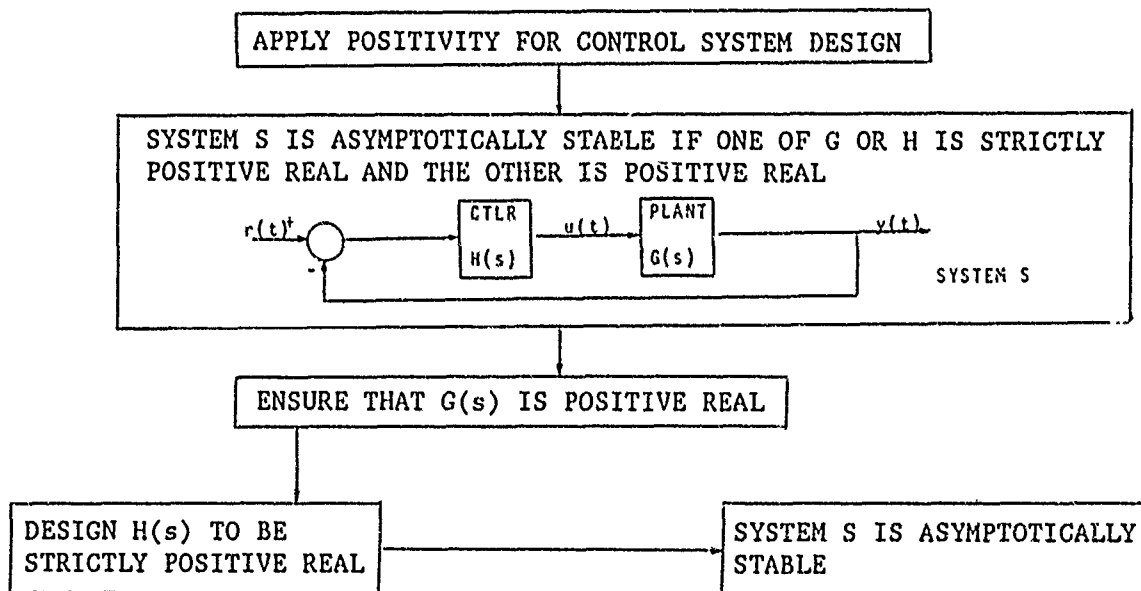 APPLY POSITIVITY FOR CONTROL SYSTEM DESIGN
SYSTEM S IS ASYMPTOTICALLY STABLE IF ONE OF G OR H IS STRICTLY
POSITIVE REAL AND THE OTHER IS POSITIVE REAL
r(t) + CTLR u(t) PLANT y(t)
- H(s) G(s)
SYSTEM S
ENSURE THAT G(s) IS POSITIVE REAL
DESIGN H(s) TO BE
STRICTLY POSITIVE REAL
SYSTEM S IS ASYMPTOTICALLY
STABLE